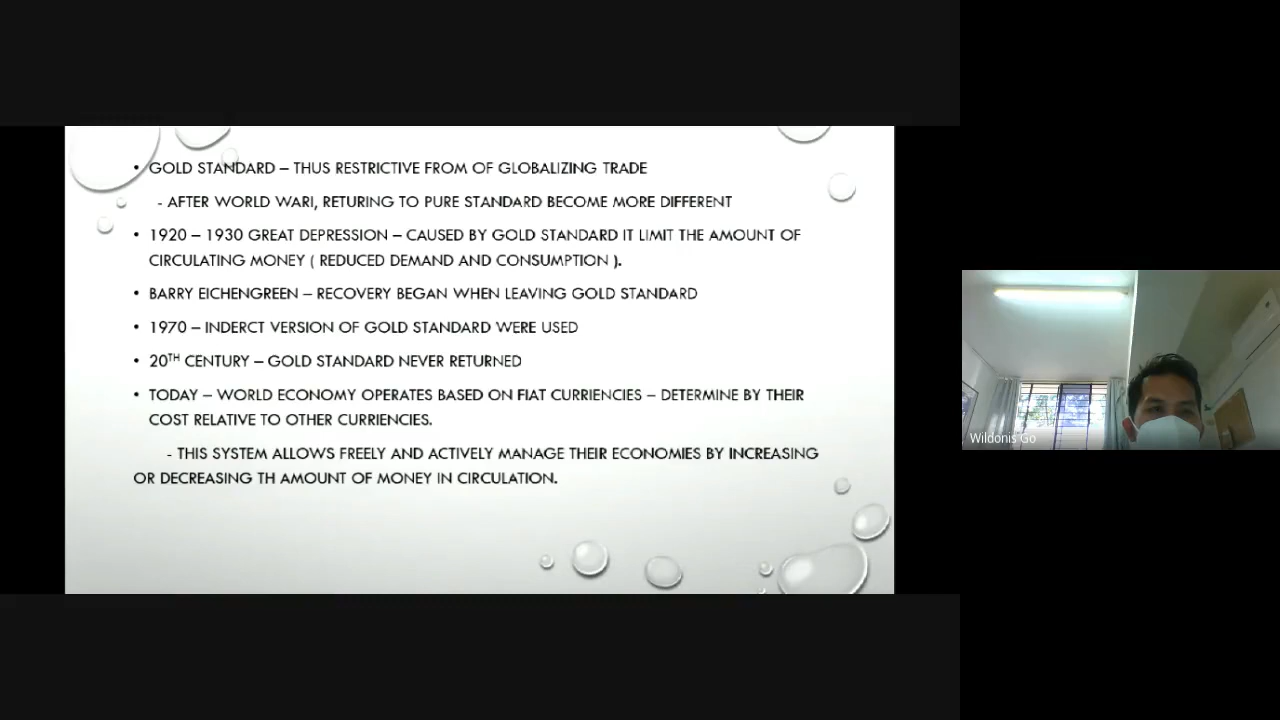 • GOLD STANDARD – THUS RESTRICTIVE FROM OF GLOBALIZING TRADE
- AFTER WORLD WARI, RETURING TO PURE STANDARD BECOME MORE DIFFERENT
• 1920 – 1930 GREAT DEPRESSION – CAUSED BY GOLD STANDARD IT LIMIT THE AMOUNT OF
CIRCULATING MONEY ( REDUCED DEMAND AND CONSUMPTION ).
• BARRY EICHENGREEN – RECOVERY BEGAN WHEN LEAVING GOLD STANDARD
• 1970 – INDERCT VERSION OF GOLD STANDARD WERE USED
• 20TH CENTURY – GOLD STANDARD NEVER RETURNED
• TODAY – WORLD ECONOMY OPERATES BASED ON FIAT CURRIENCIES – DETERMINE BY THEIR
COST RELATIVE TO OTHER CURRIENCIES.
- THIS SYSTEM ALLOWS FREELY AND ACTIVELY MANAGE THEIR ECONOMIES BY INCREASING
OR DECREASING TH AMOUNT OF MONEY IN CIRCULATION.
Wildonis Go